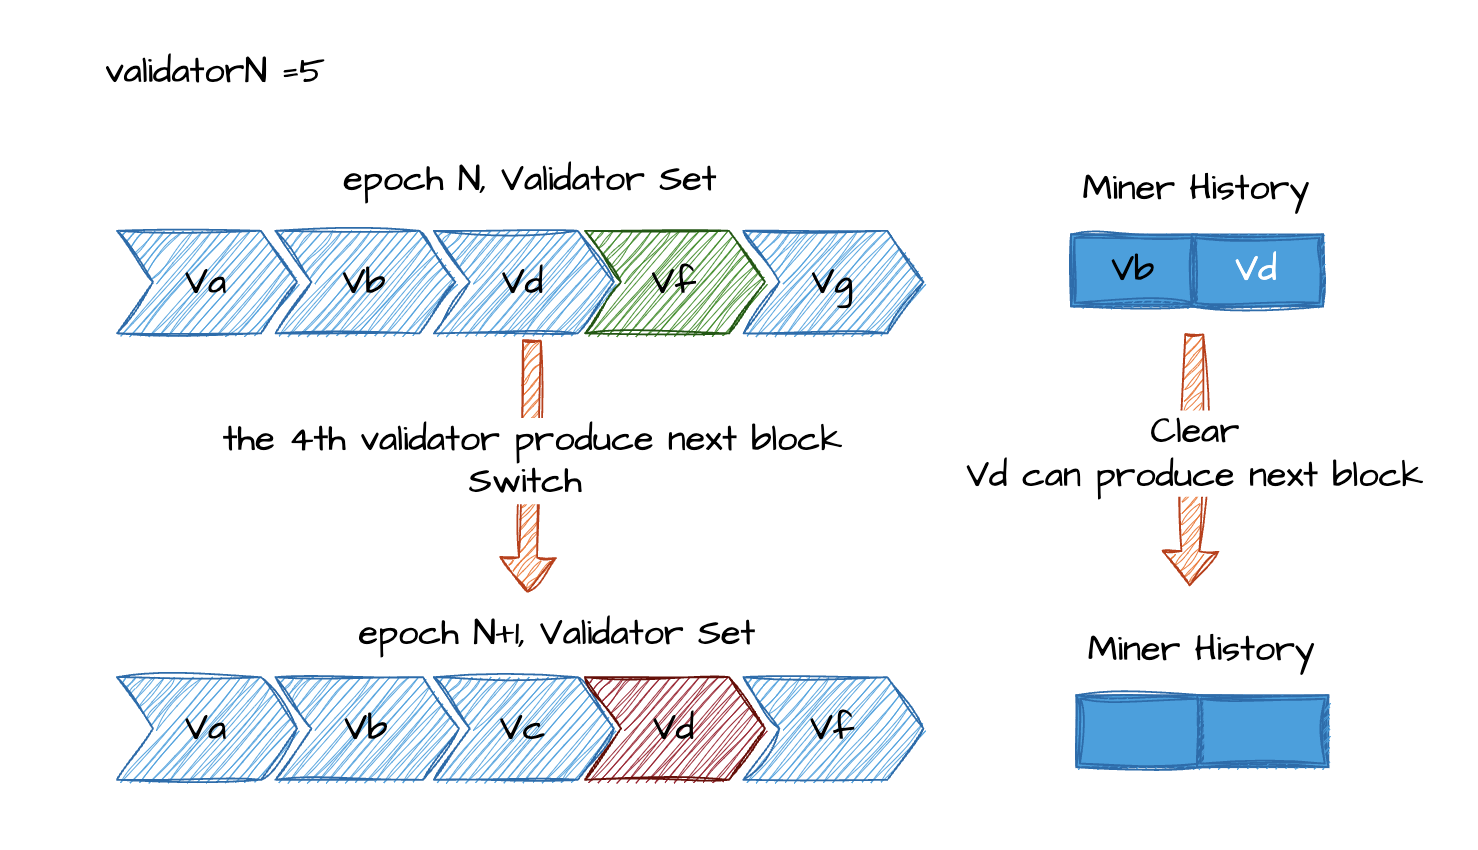 validatorN =5
epoch N, Validator Set
Miner History
Va Vb Vd Vf Vg
Vb Vd
the 4th validator produce next block
Switch
Clear
Vd can produce next block
epoch N+1, Validator Set
Miner History
Va Vb Vc Vd Vf